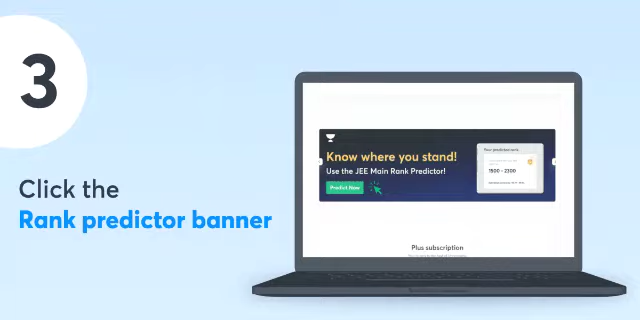 3
Click the
Rank predictor banner
Know where you stand!
Use the JEE Main Rank Predictor!
Predict Now
Your predicted rank
1500 - 2300
Plus subscription